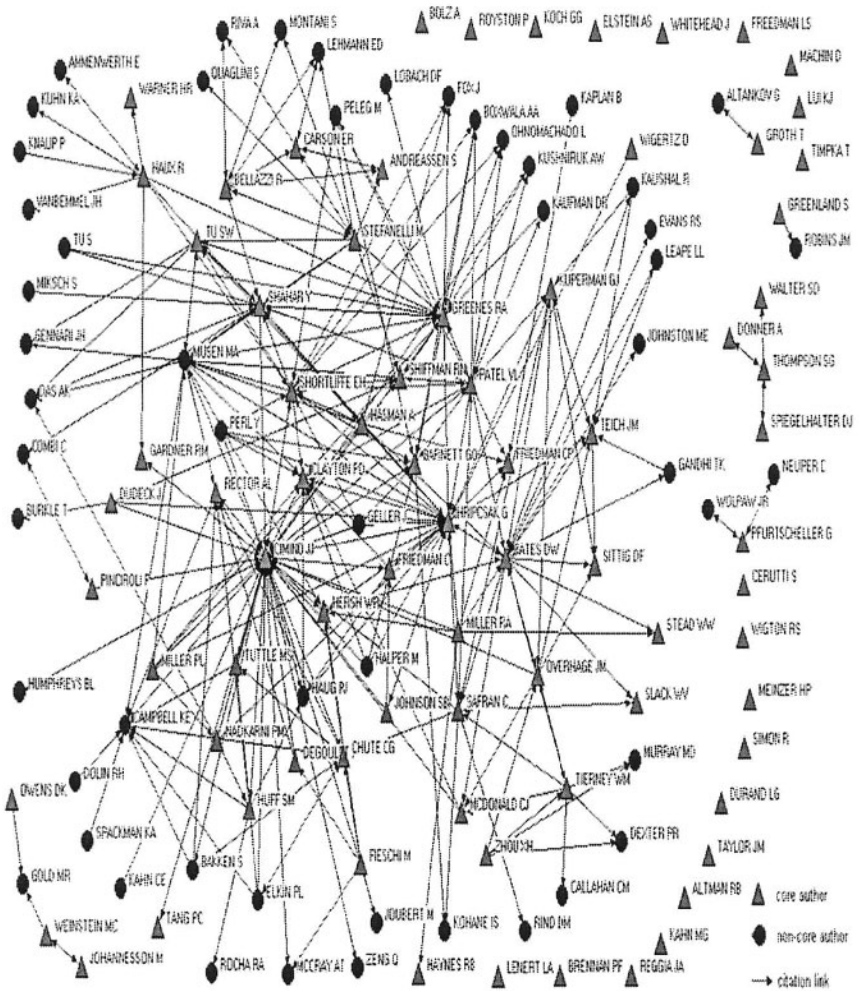 RIVA A
MONTANI S
BOLZ A
ROYSTON P
KOCH GG
ELSTEIN AS
WHITEHEAD J
FREEDMAN LS
LEHMANN ED
AMMENWERTH E
QUAGLINI S
LOBACH DF
FOX J
MACHIN D
KUHN KA
WARNER HR
PELEG M
BOXWALA AA
KAPLAN B
ALTANKOV G
LUI KJ
OHNOMACHADO L
KNAUP P
CARSON ER
ANDREASSEN S
KUSHNIRUK AW
WIGERTZ O
GROTH T
TIMPKA T
HAUX R
BELLAZZI R
KAUSHAL R
VANBEMMEL JH
KAUFMAN DR
GREENLAND S
EVANS RS
ROBINS JM
TU S
TU SW
STEFANELLI M
LEAPE LL
MIKSCH S
SHAHAR Y
GREENES RA
KUPERMAN GJ
WALTER SD
GENNARI JH
MUSEN MA
JOHNSTON ME
DONNER A
THOMPSON SG
DAS AK
SHORTLIFFE EH
SHIFFMAN RN
PATEL VL
SPIEGELHALTER DJ
PERL Y
HASMAN A
TEICH JM
COMBI C
GARDNER RM
BARNETT GO
FRIEDMAN CP
GANDHI TK
NEUPER C
RECTOR AL
CLAYTON PD
BURKLE T
DUDECK J
GELLER J
HRIPCSAK G
WOLPAW JR
PFURTSCHELLER G
CIMINO JJ
FRIEDMAN C
BATES DW
SITTIG DF
CERUTTI S
PINCIROLI F
HERSH WR
MILLER RA
STEAD WW
WIGTON RS
MILLER PL
TUTTLE MS
HALPER M
OVERHAGE JM
HUMPHREYS BL
HAUG PJ
JOHNSON SB
SAFRAN C
SLACK WV
MEINZER HP
CAMPBELL KE
NADKARNI PM
DEGOULET
CHUTE CG
MURRAY MD
SIMON R
DOLIN RH
OWENS DK
HUFF SM
MCDONALD CJ
TIERNEY WM
DURAND LG
SPACKMAN KA
ZHOU XH
DEXTER PR
TAYLOR JM
GOLD MR
KAHN CE
BAKKEN S
FIESCHI M
ELKIN PL
CALLAHAN CM
ALTMAN RB
core author
WEINSTEIN MC
TANG PC
JOUBERT M
KOHANE IS
RIND DM
KAHN MG
non-core author
JOHANNESSON M
ROCHA RA
MCCRAY AT
ZENG Q
HAYNES RB
LENERT LA
BRENNAN PF
REGGIA JA
citation link